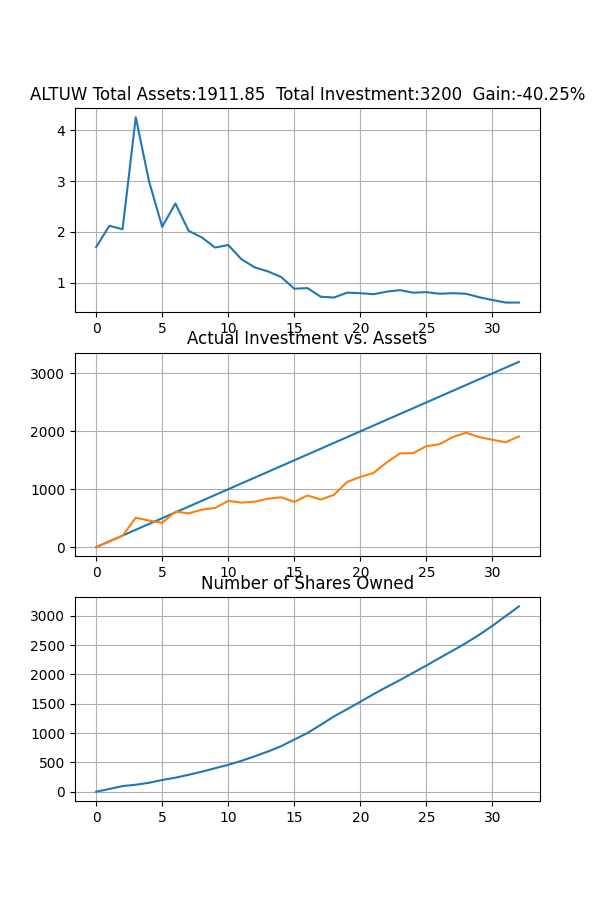 ALTUW Total Assets:1911.85  Total Investment:3200  Gain:-40.25%
4
3
2
1
0 5 10 15 20 25 30
Actual Investment vs. Assets
3000
2000
1000
0
0 5 10 15 20 25 30
Number of Shares Owned
3000
2500
2000
1500
1000
500
0
0 5 10 15 20 25 30